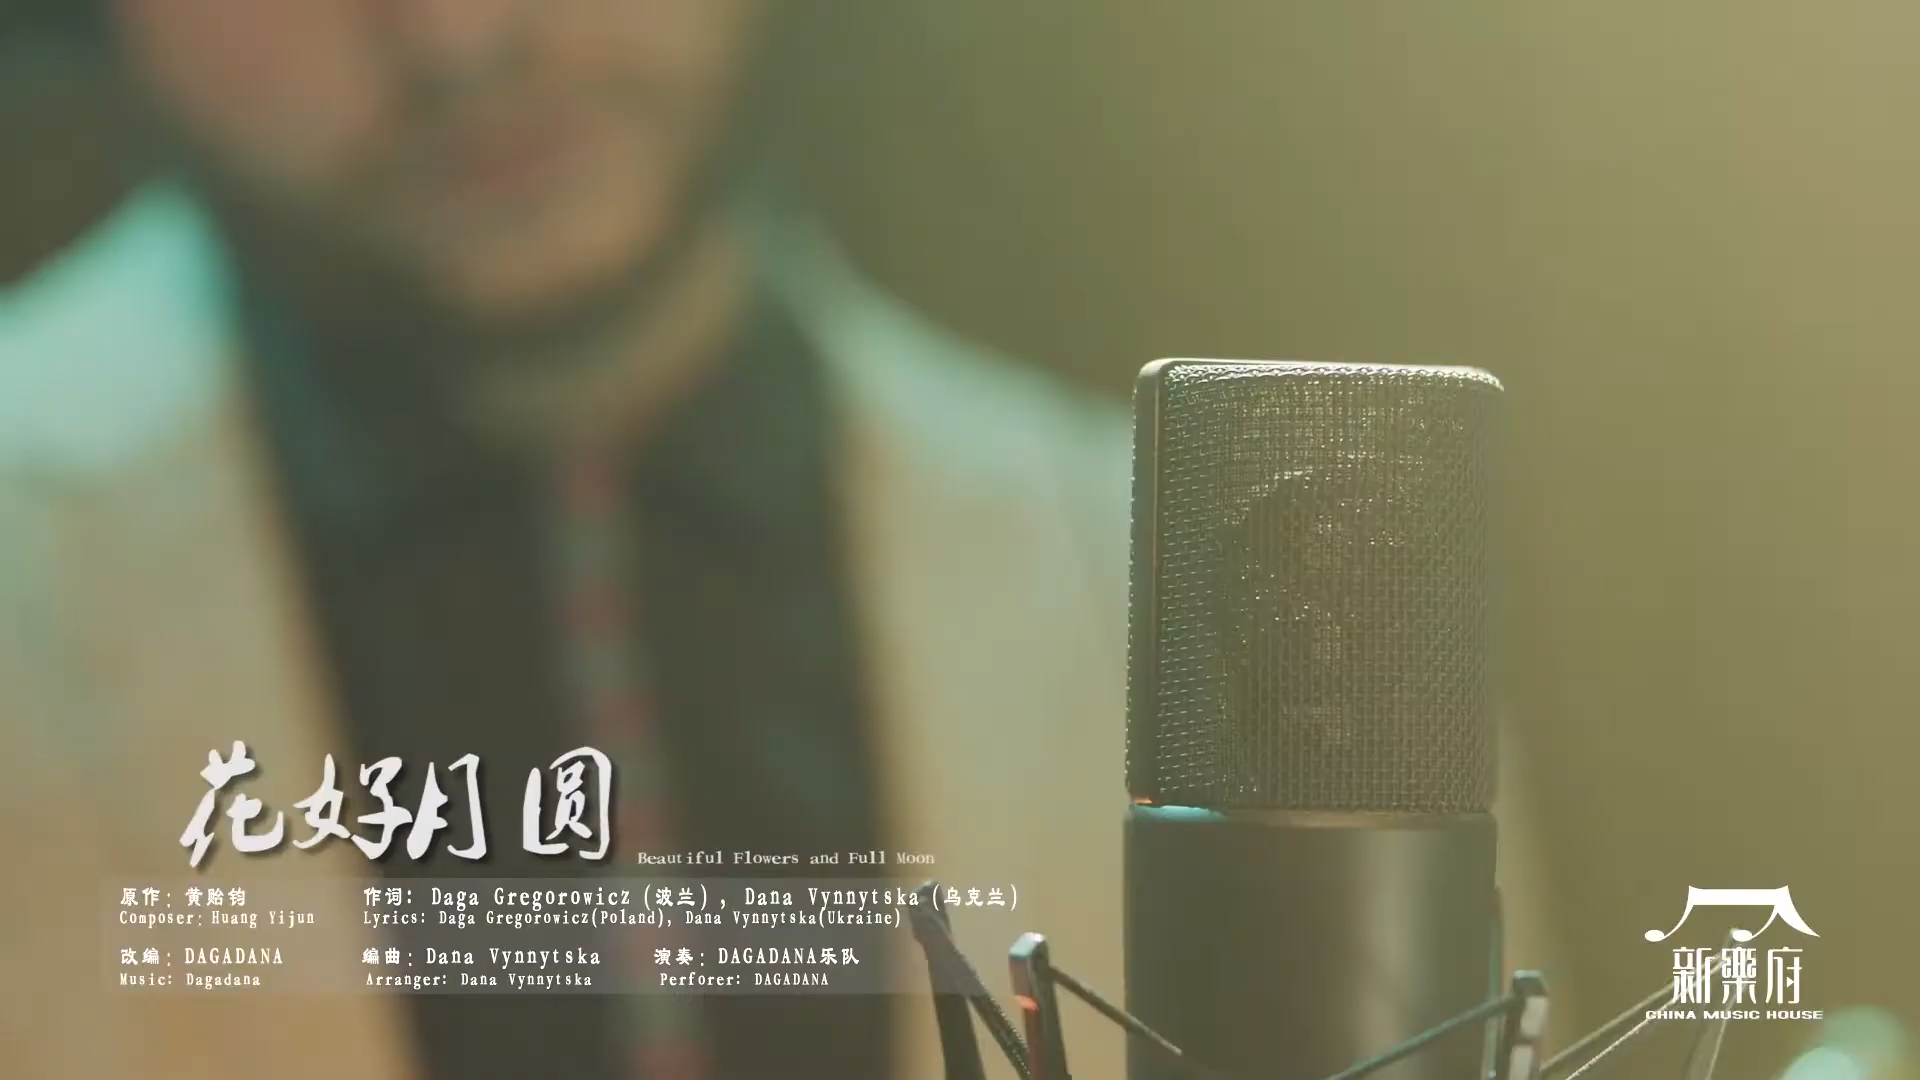 花好月圆
Beautiful Flowers and Full Moon
原作：黄贻钧 作词：Daga Gregorowicz（波兰），Dana Vynnytska（乌克兰）
Composer：Huang Yijun Lyrics：Daga Gregorowicz(Poland)，Dana Vynnytska(Ukraine)
改编：DAGADANA 编曲：Dana Vynnytska 演奏：DAGADANA乐队
Music：Dagadana Arranger：Dana Vynnytska Perforer：DAGADANA
新樂府
CHINA MUSIC HOUSE